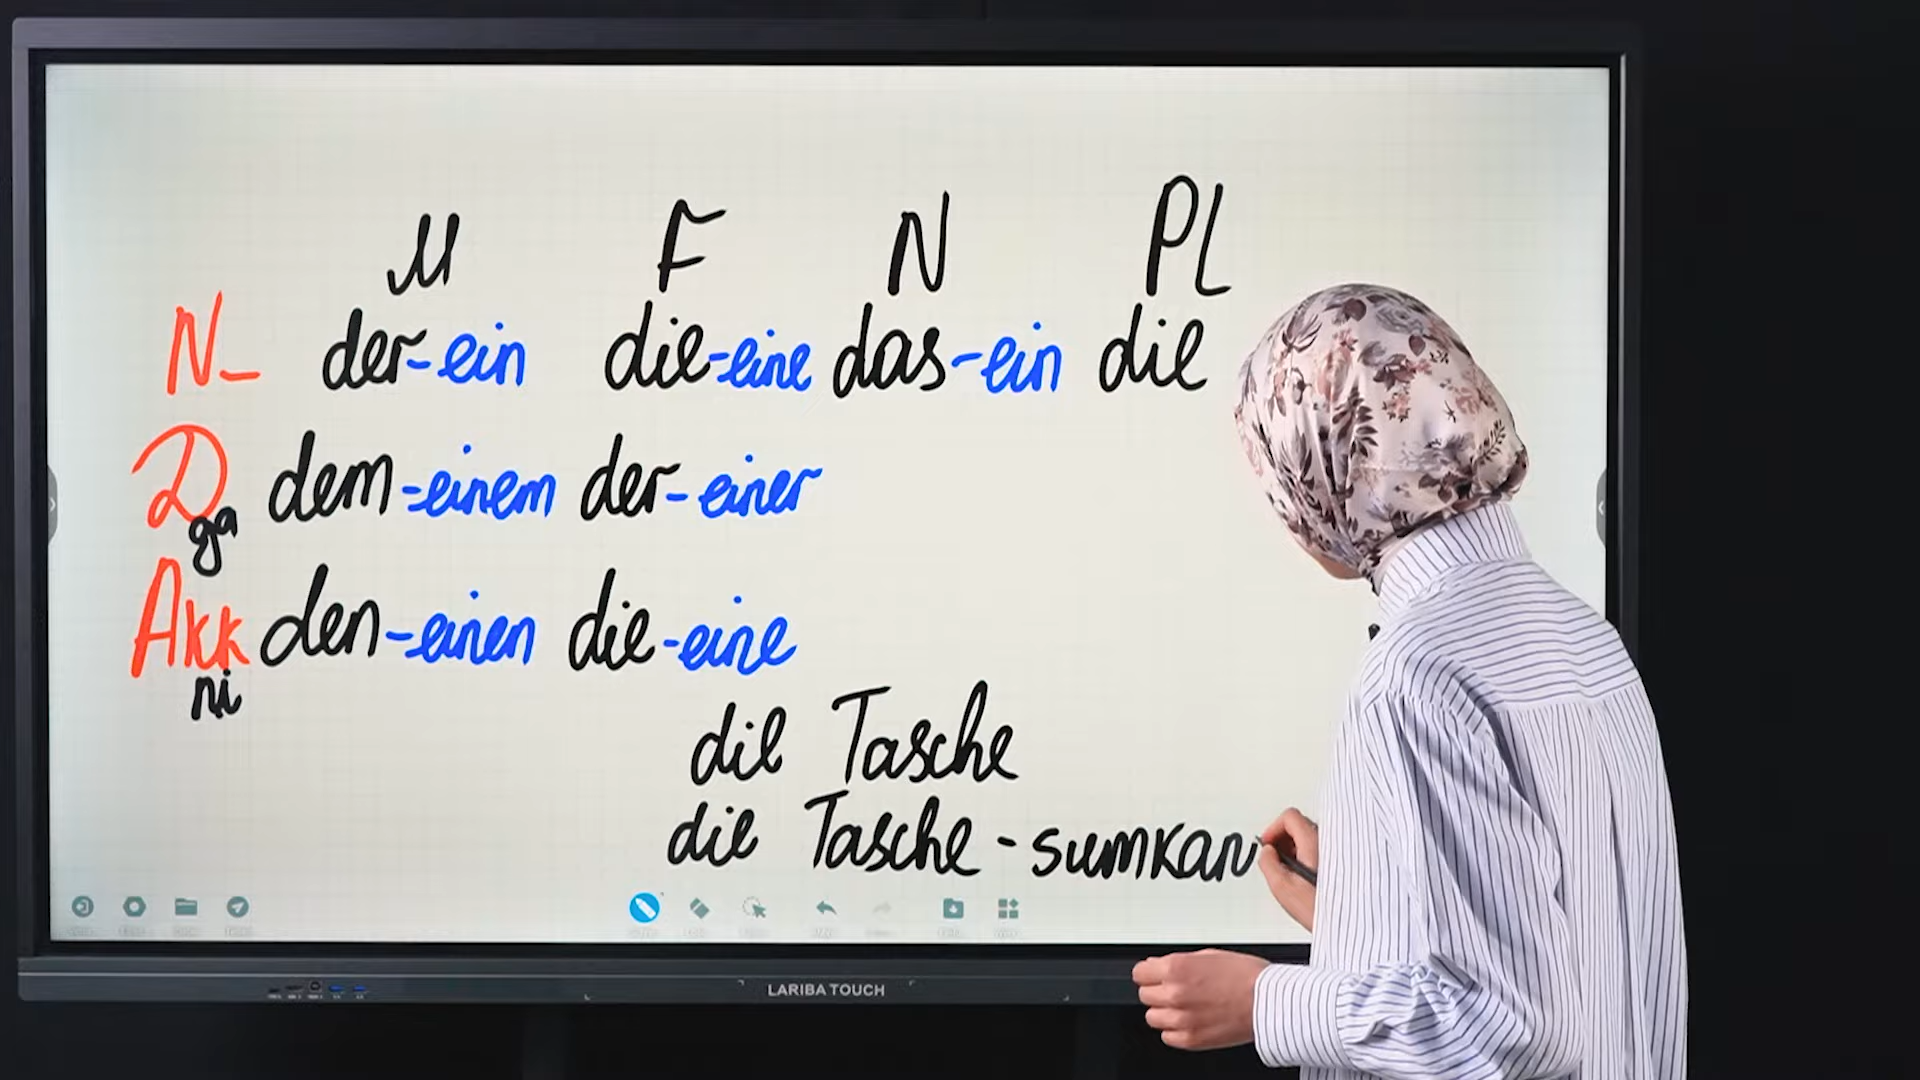 M F N PL
N- der-ein die-eine das-ein die
D dem-einem der-einer
ga
Akk den-einen die-eine
ni
die Tasche
die Tasche - sumkan
LARIBA TOUCH